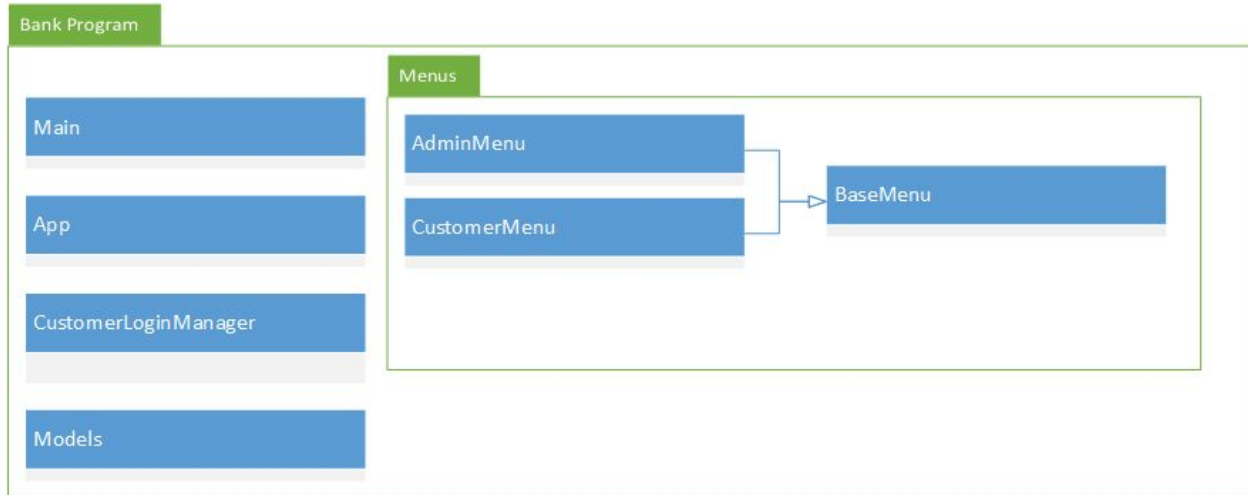 Bank Program
Menus
Main
AdminMenu
BaseMenu
App
CustomerMenu
CustomerLoginManager
Models